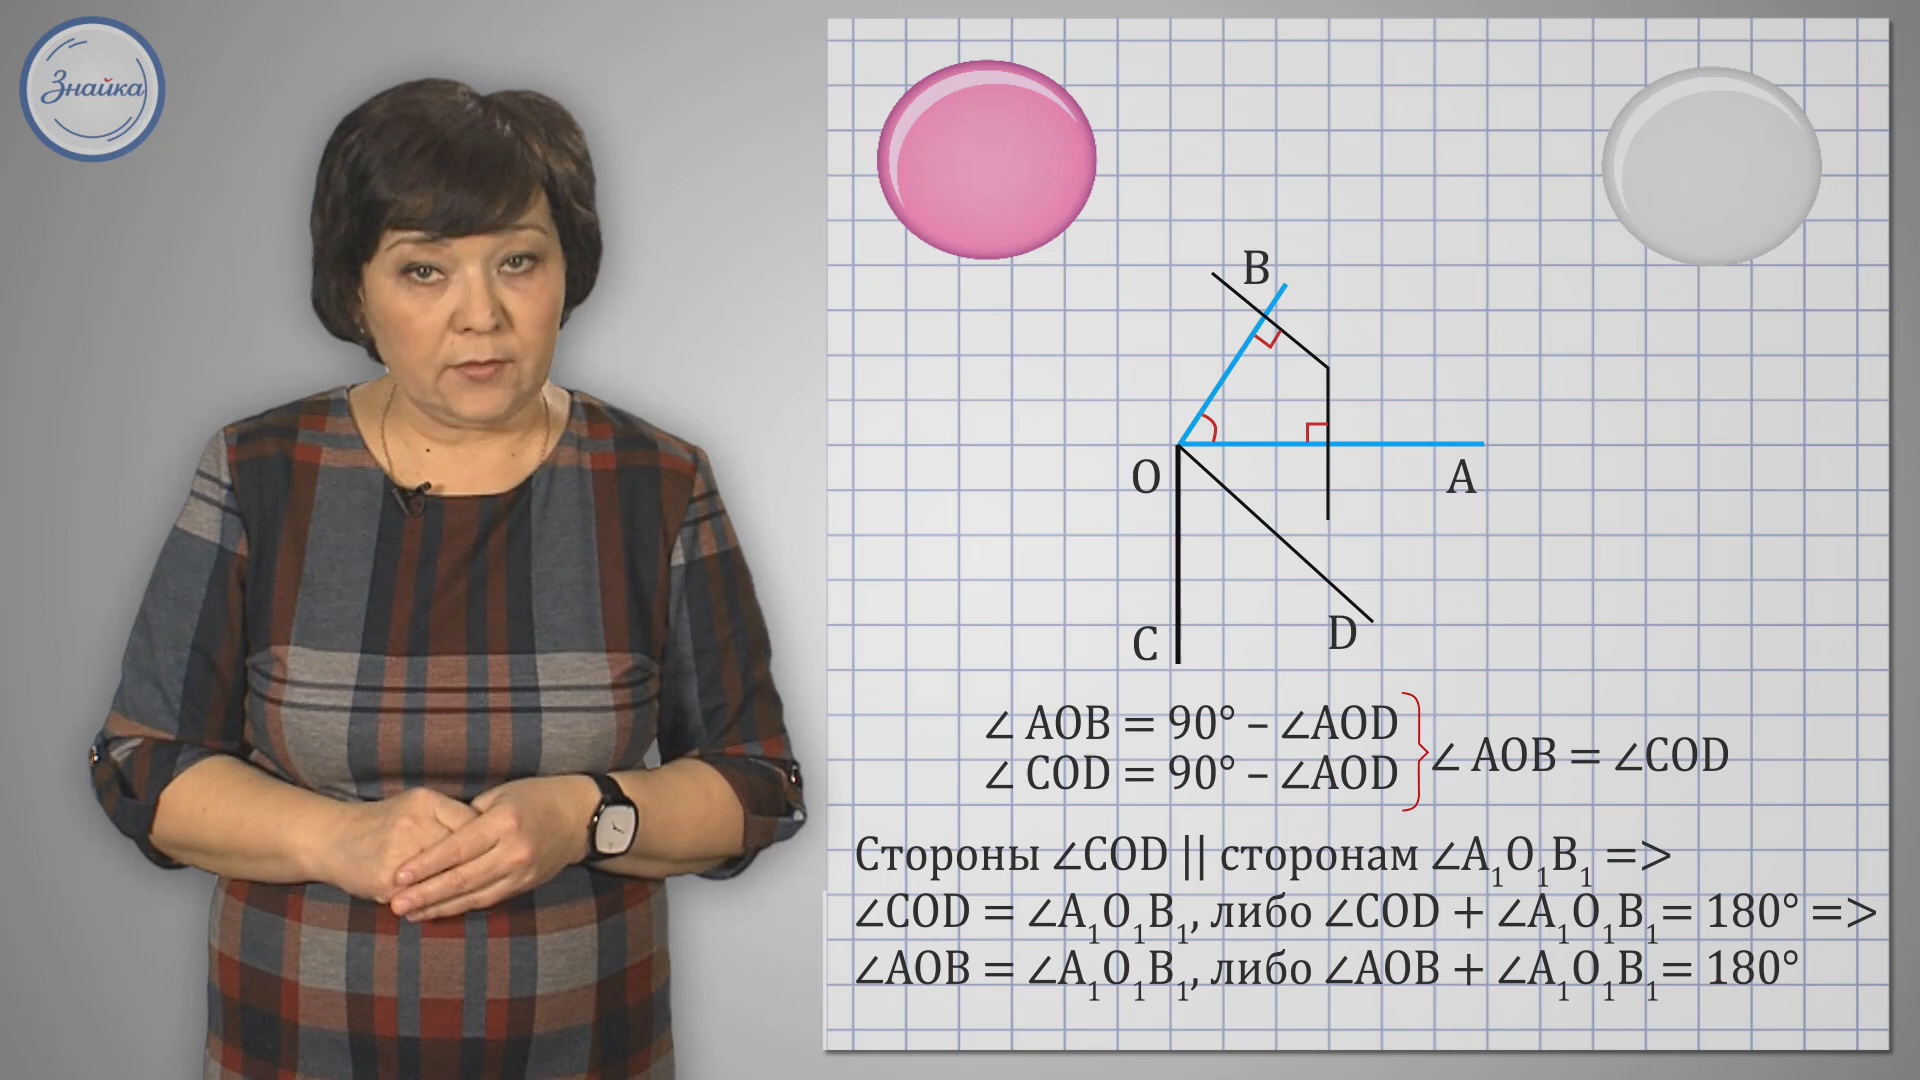 Знайка
B
O
A
C
D
∠ AOB = 90° – ∠AOD
∠ COD = 90° – ∠AOD
∠ AOB = ∠COD
Стороны ∠COD || сторонам ∠A₁O₁B₁ =>
∠COD = ∠A₁O₁B₁, либо ∠COD + ∠A₁O₁B₁= 180° =>
∠AOB = ∠A₁O₁B₁, либо ∠AOB + ∠A₁O₁B₁= 180°